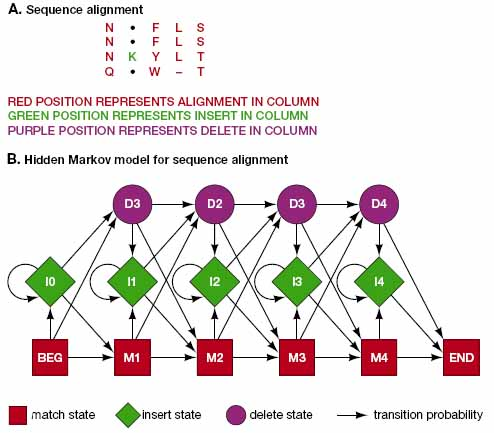 A. Sequence alignment
N • F L S
N • F L S
N K Y L T
Q • W – T
RED POSITION REPRESENTS ALIGNMENT IN COLUMN
GREEN POSITION REPRESENTS INSERT IN COLUMN
PURPLE POSITION REPRESENTS DELETE IN COLUMN
B. Hidden Markov model for sequence alignment
D3 D2 D3 D4
I0 I1 I2 I3 I4
BEG M1 M2 M3 M4 END
match state insert state delete state transition probability